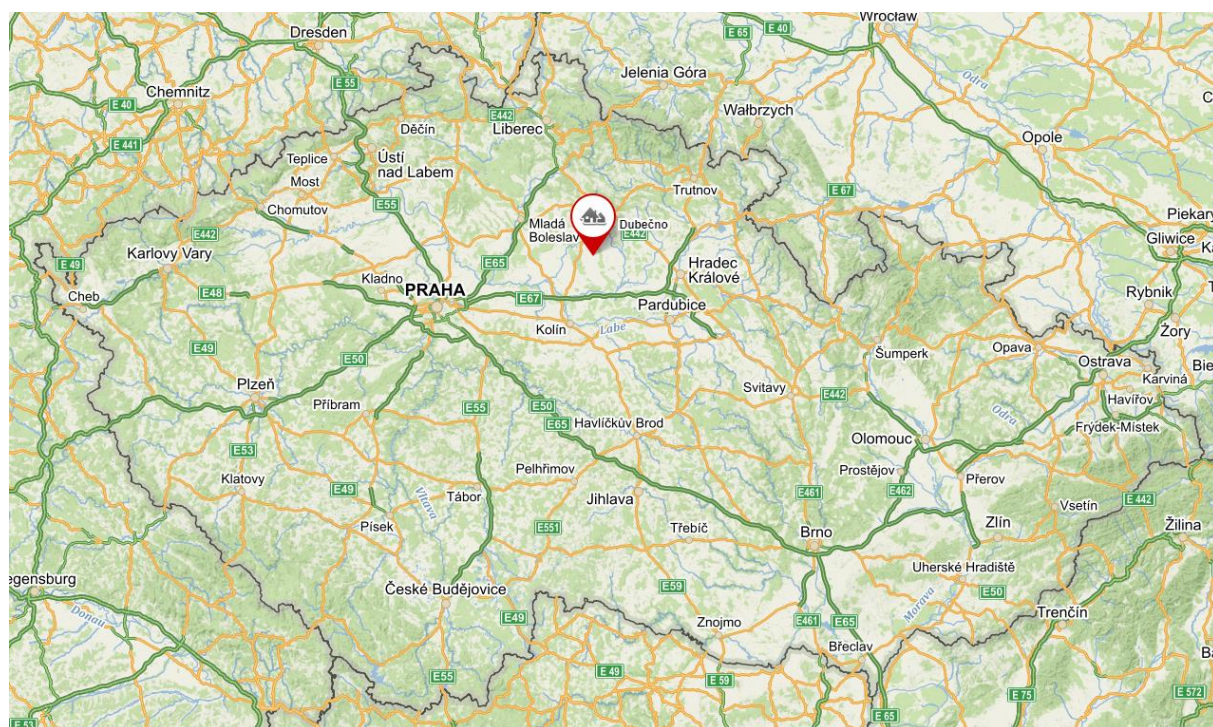 Wrocław
Dresden
E 65
E 40
E 55
Jelenia Góra
Odra
Chemnitz
E 40
Wałbrzych
E442
Děčín
Liberec
Opole
E 441
Teplice
Ústí
nad Labem
Most
Trutnov
E 67
Chomutov
E55
Mladá
Boleslav
Dubečno
E442
E442
Piekary
Karlovy Vary
Gliwice
E 49
E65
Hradec
Králové
Kladno
Cheb
E48
PRAHA
E67
Rybnik
Pardubice
Kolín
Labe
Żory
E49
E50
Šumperk
Opava
Ostrava
Plzeň
Svitavy
E442
Karviná
Havířov
Příbram
E55
E50
E65
Odra
Havlíčkův Brod
Frýdek-Místek
E53
Olomouc
Klatovy
Pelhřimov
Prostějov
Přerov
E49
Vltava
Tábor
Jihlava
E461
E462
Vsetín
E 442
Písek
E551
Třebíč
Brno
Zlín
Žilina
egensburg
České Budějovice
E59
Uherské Hradiště
E50
Donau
Morava
Trenčín
E49
Znojmo
E461
E65
Břeclav
E55
E 49
E 59
E 75
E 572
E 53
E 65